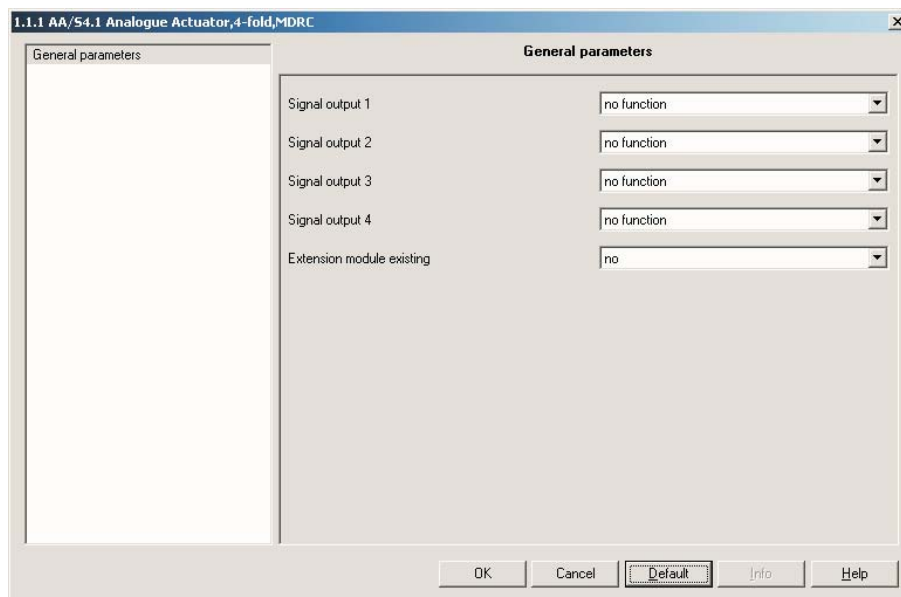 1.1.1 AA/S4.1 Analogue Actuator,4-fold,MDRC
General parameters
General parameters
Signal output 1 no function
Signal output 2 no function
Signal output 3 no function
Signal output 4 no function
Extension module existing no
OK Cancel Default Info Help